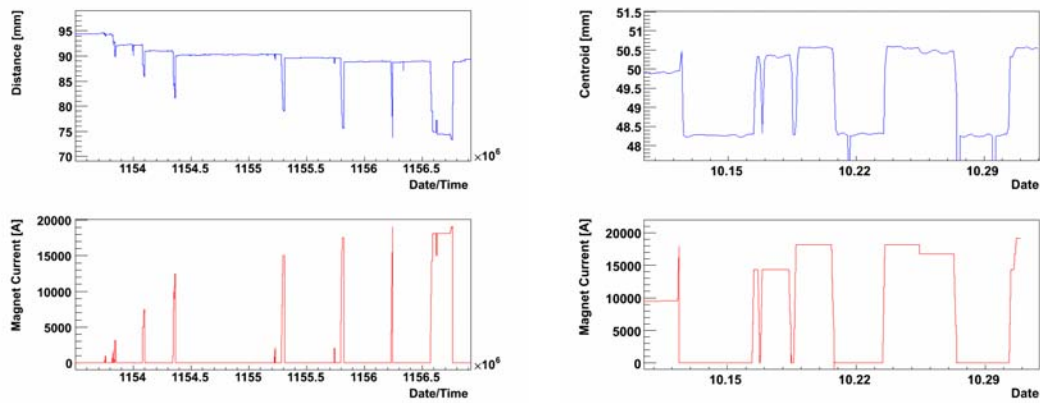 Distance [mm]
95
90
85
80
75
70
1154 1154.5 1155 1155.5 1156 1156.5
×10⁶
Date/Time
Centroid [mm]
51.5
51
50.5
50
49.5
49
48.5
48
10.15 10.22 10.29
Date
Magnet Current [A]
20000
15000
10000
5000
0
1154 1154.5 1155 1155.5 1156 1156.5
×10⁶
Date/Time
Magnet Current [A]
20000
15000
10000
5000
0
10.15 10.22 10.29
Date